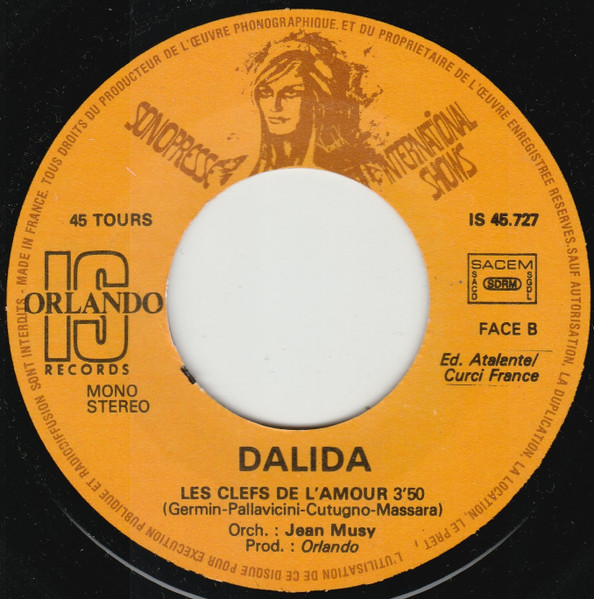 TOUS DROITS DU PRODUCTEUR DE L'ŒUVRE PHONOGRAPHIQUE.ET DU PROPRIETAIRE DE L'ŒUVRE ENREGISTREE RESERVES.SAUF AUTORISATION, LA DUPLICATION, LA LOCATION, LE PRET, L'UTILISATION DE CE DISQUE POUR EXECUTION PUBLIQUE ET RADIODIFFUSION SONT INTERDITS - MADE IN FRANCE.
SONOPRESSE
INTERNATIONAL
SHOWS
45 TOURS
IS 45.727
IS
ORLANDO
RECORDS
MONO
STEREO
SACEM
SACD
SDRM
SGDL
FACE B
Ed. Atalente/
Curci France
DALIDA
LES CLEFS DE L'AMOUR 3'50
(Germin-Pallavicini-Cutugno-Massara)
Orch. : Jean Musy
Prod. : Orlando